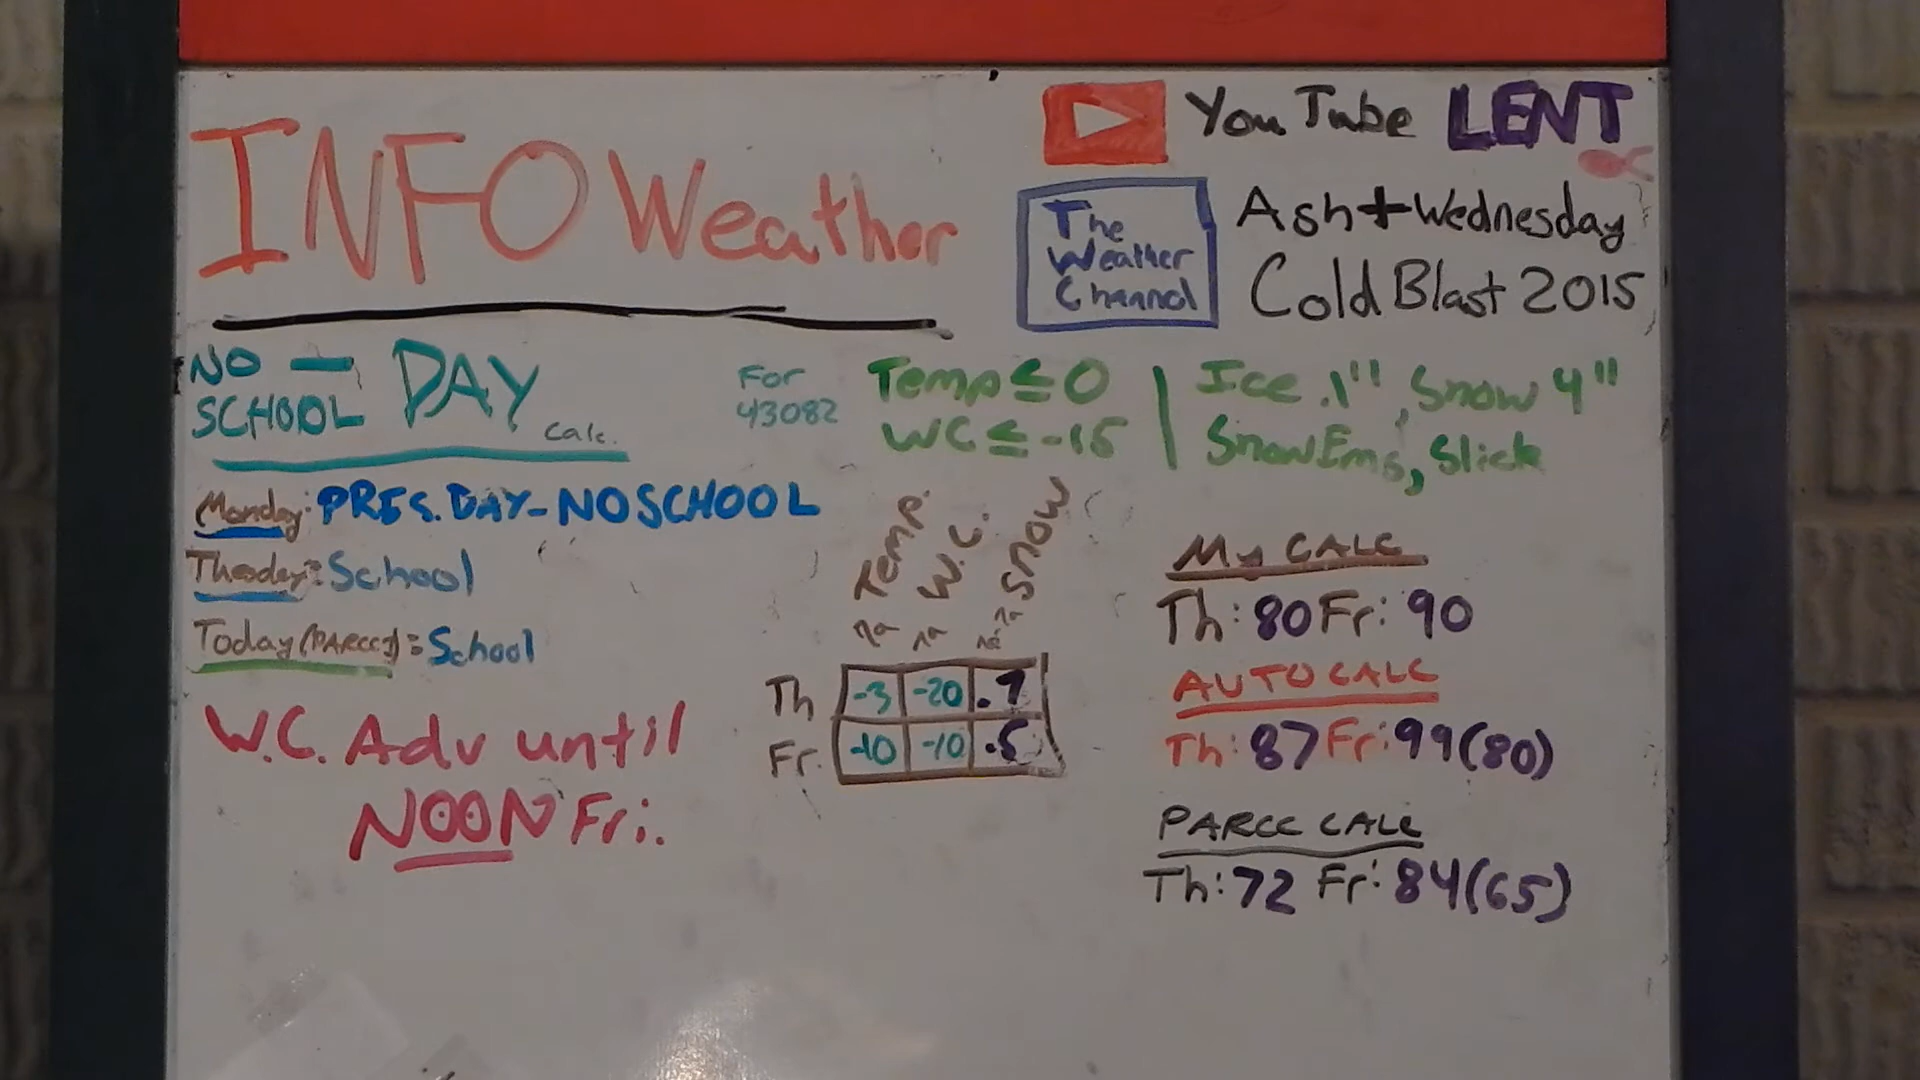 INFO Weather
YouTube LENT
The Weather Channel
Ash + Wednesday
Cold Blast 2015
NO SCHOOL - DAY Calc.
For 43082
Temp ≤ 0 | Ice .1", Snow 4"
WC ≤ -15 | SnowEms, Slick
Monday: PRES. DAY - NO SCHOOL
School
Today (PARCC): School
W.C. Adv until
NOON Fri.
Temp. W.C. Snow
Th -3 -20 .7
Fr. -10 -10 .5
My CALC
Th: 80 Fr: 90
AUTO CALC
Th: 87 Fr: 99(80)
PARCC CALC
Th: 72 Fr: 84(65)